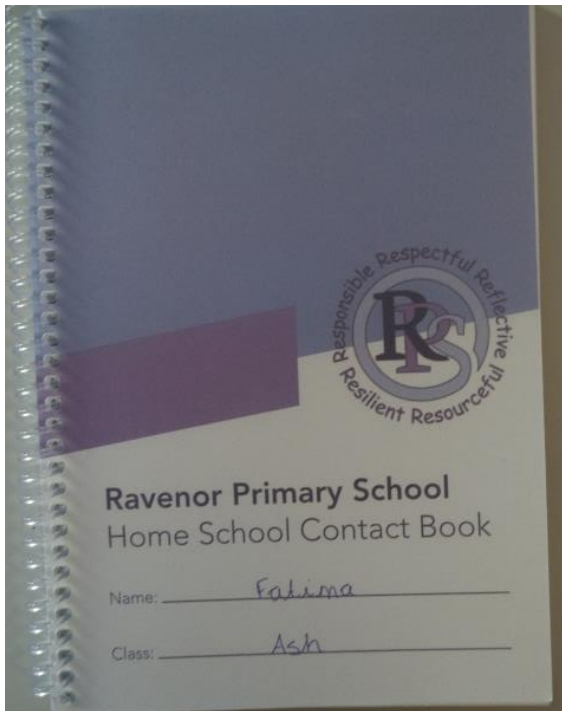 Responsible Respectful Reflective
Resilient Resourceful
RPS
Ravenor Primary School
Home School Contact Book
Name: Fatima
Class: Ash